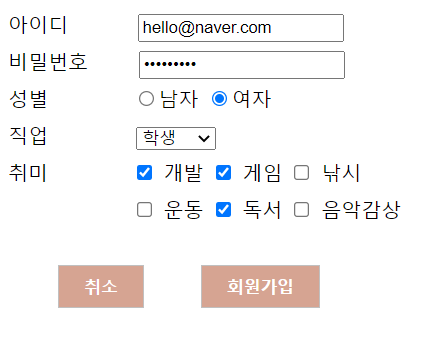 아이디 hello@naver.com
비밀번호 •••••••••
성별 남자 여자
직업 학생
취미 개발 게임 낚시
운동 독서 음악감상
취소 회원가입